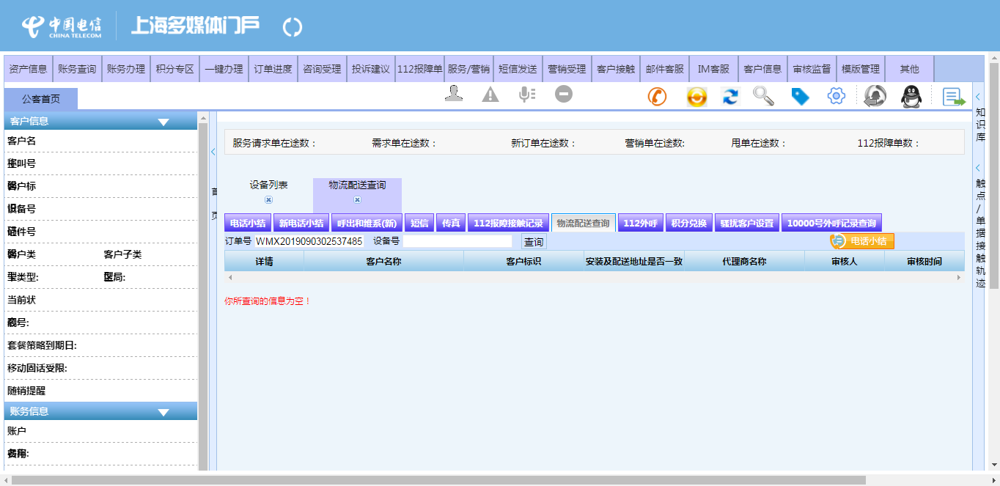 中国电信
CHINA TELECOM
上海多媒体门户
资产信息 账务查询 账务办理 积分专区 一键办理 订单进度 咨询受理 投诉建议 112报障单 服务/营销 短信发送 营销受理 客户接触 邮件客服 IM客服 客户信息 审核监督 模版管理 其他
公客首页
客户信息
客户名
主叫号
客户标
设备号
证件号
客户类 客户子类
卡类型: 区局:
当前状
套餐策略到期日:
移动固话受限:
随销提醒
账务信息
账户
首
页
服务请求单在途数： 需求单在途数： 新订单在途数： 营销单在途数: 甩单在途数： 112报障单数：
设备列表 物流配送查询
电话小结 新电话小结 呼出和维系(新) 短信 传真 112报障接触记录 物流配送查询 112外呼 积分兑换 骚扰客户设置 10000号外呼记录查询
订单号 WMX2019090302537485 设备号 查询 电话小结
详情 客户名称 客户标识 安装及配送地址是否一致 代理商名称 审核人 审核时间
你所查询的信息为空！
知识库
触点/单据接触轨迹